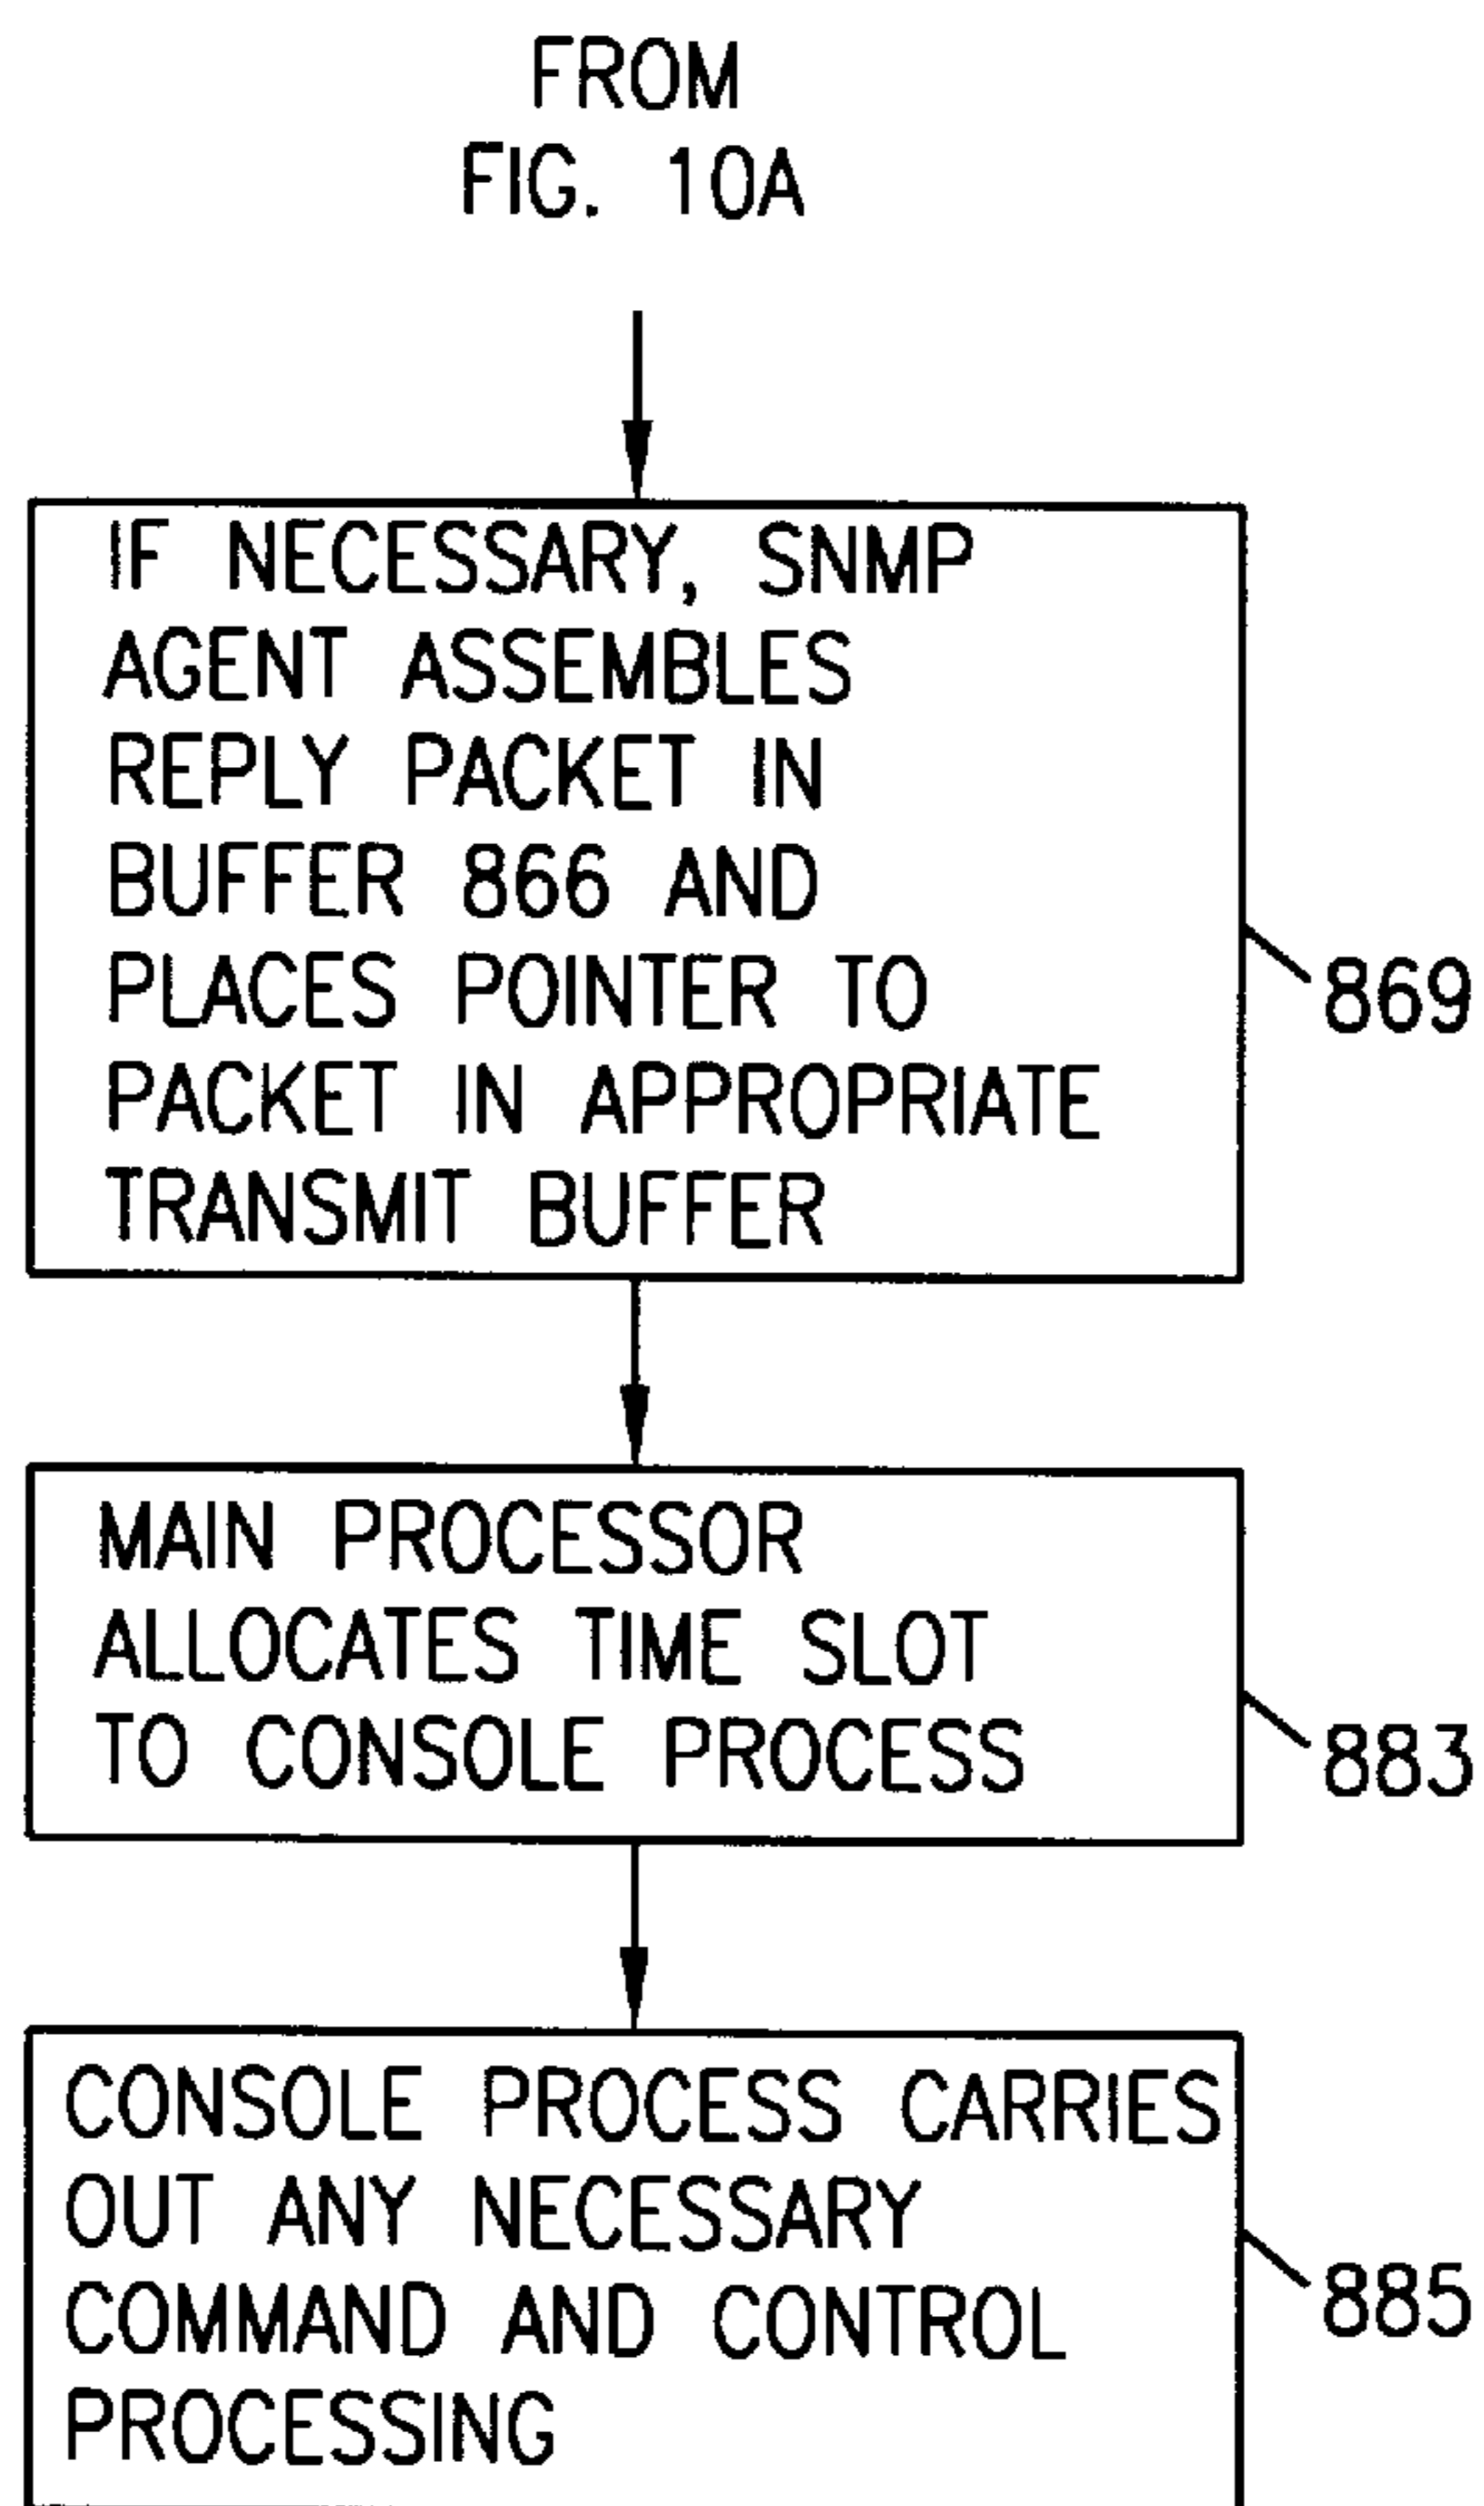 FROM
FIG. 10A
IF NECESSARY, SNMP
AGENT ASSEMBLES
REPLY PACKET IN
BUFFER 866 AND
PLACES POINTER TO
PACKET IN APPROPRIATE
TRANSMIT BUFFER
869
MAIN PROCESSOR
ALLOCATES TIME SLOT
TO CONSOLE PROCESS
883
CONSOLE PROCESS CARRIES
OUT ANY NECESSARY
COMMAND AND CONTROL
PROCESSING
885